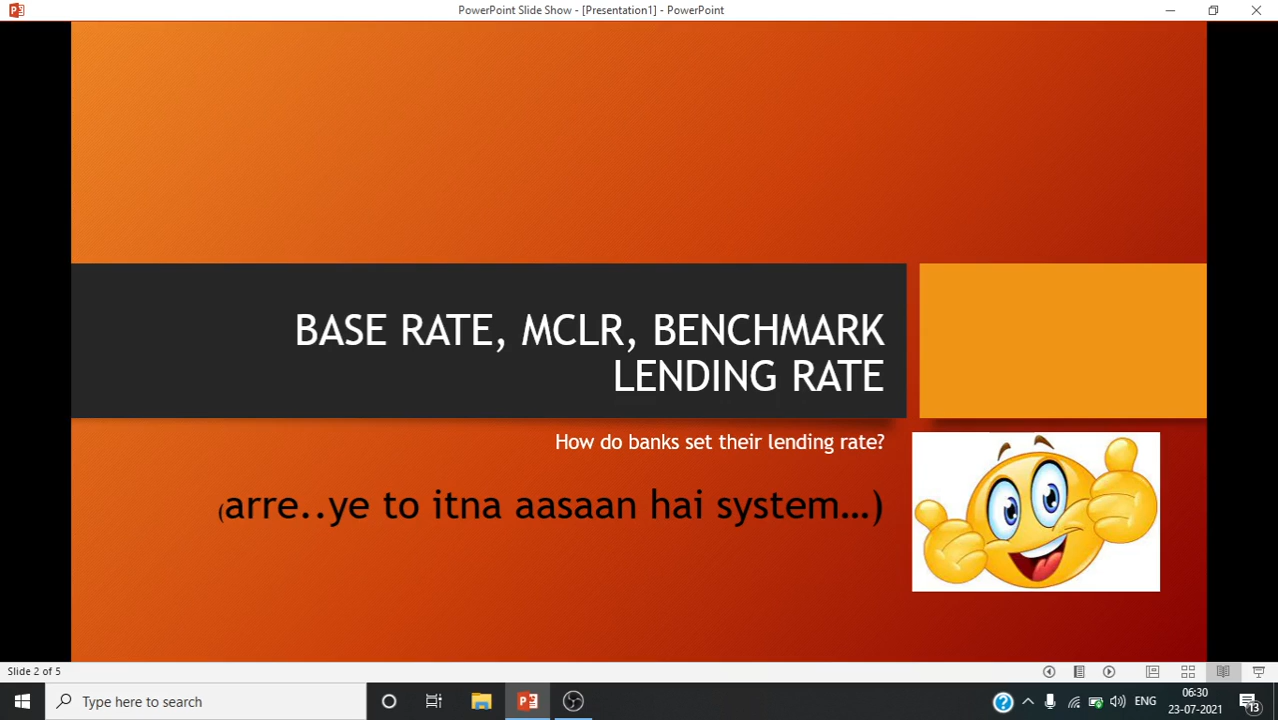 PowerPoint Slide Show - [Presentation1] - PowerPoint
BASE RATE, MCLR, BENCHMARK
LENDING RATE
How do banks set their lending rate?
(arre..ye to itna aasaan hai system…)
Slide 2 of 5
Type here to search
ENG
06:30
23-07-2021
13